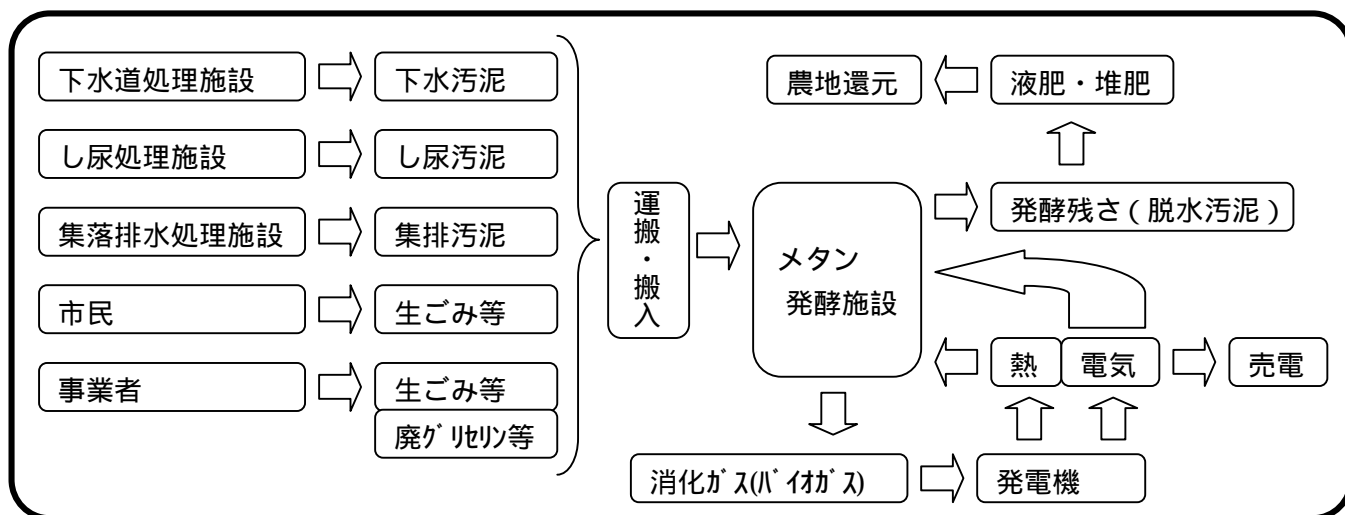 下水道処理施設
下水汚泥
し尿処理施設
し尿汚泥
集落排水処理施設
集排汚泥
市民
生ごみ等
事業者
生ごみ等
廃ｸﾞﾘｾﾘﾝ等
運搬・搬入
メタン
発酵施設
農地還元
液肥・堆肥
発酵残さ（脱水汚泥）
熱
電気
売電
消化ｶﾞｽ(ﾊﾞｲｵｶﾞｽ)
発電機